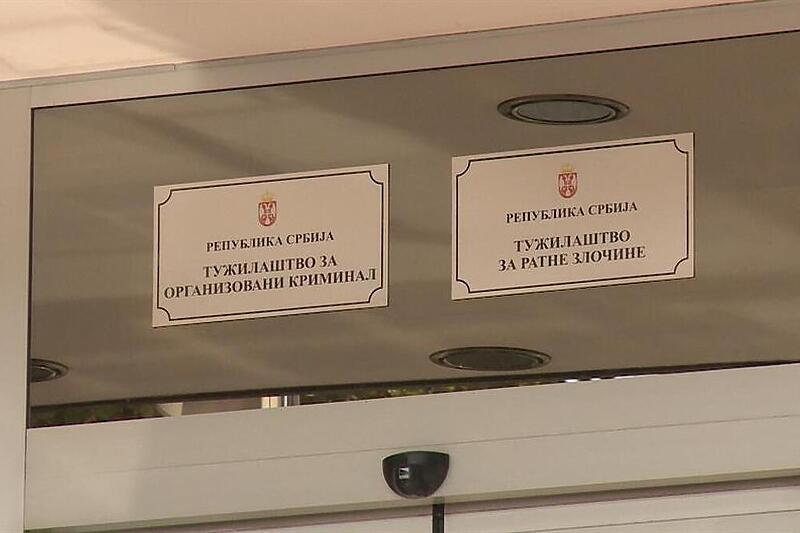 РЕПУБЛИКА СРБИЈА
ТУЖИЛАШТВО ЗА
ОРГАНИЗОВАНИ КРИМИНАЛ
РЕПУБЛИКА СРБИЈА
ТУЖИЛАШТВО
ЗА РАТНЕ ЗЛОЧИНЕ